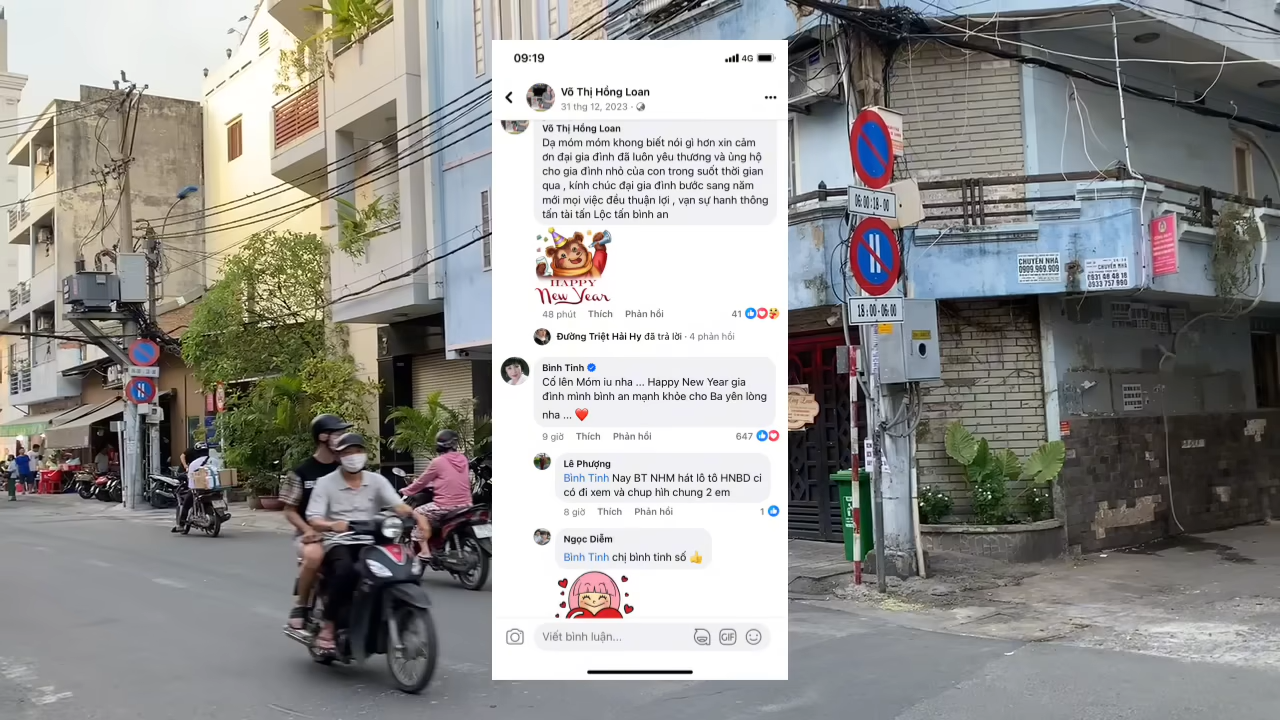 09:19
4G
Võ Thị Hồng Loan
31 thg 12, 2023 ·
Võ Thị Hồng Loan
Dạ móm móm khong biết nói gì hơn xin cảm
ơn đại gia đình đã luôn yêu thương và ủng hộ
cho gia đình nhỏ của con trong suốt thời gian
qua , kính chúc đại gia đình bước sang năm
mới mọi việc đều thuận lợi , vạn sự hanh thông
tấn tài tấn Lộc tấn bình an
HAPPY
New Year
48 phút Thích Phản hồi 41
Đường Triệt Hải Hy đã trả lời · 4 phản hồi
Bình Tinh
Cố lên Móm iu nha ... Happy New Year gia
đình mình bình an mạnh khỏe cho Ba yên lòng
nha ... ❤️
9 giờ Thích Phản hồi 647
Lê Phượng
Bình Tinh Nay BT NHM hát lô tô HNBD ci
có đi xem và chụp hìh chung 2 em
8 giờ Thích Phản hồi 1
Ngọc Diễm
Bình Tinh chị bình tinh số 👍
Viết bình luận...
GIF
06:00:18-00
18:00-06:00
CHUYỂN NHÀ
0909.969.909
CHUYỂN NHÀ
0931 48 48 18
0933 757 990